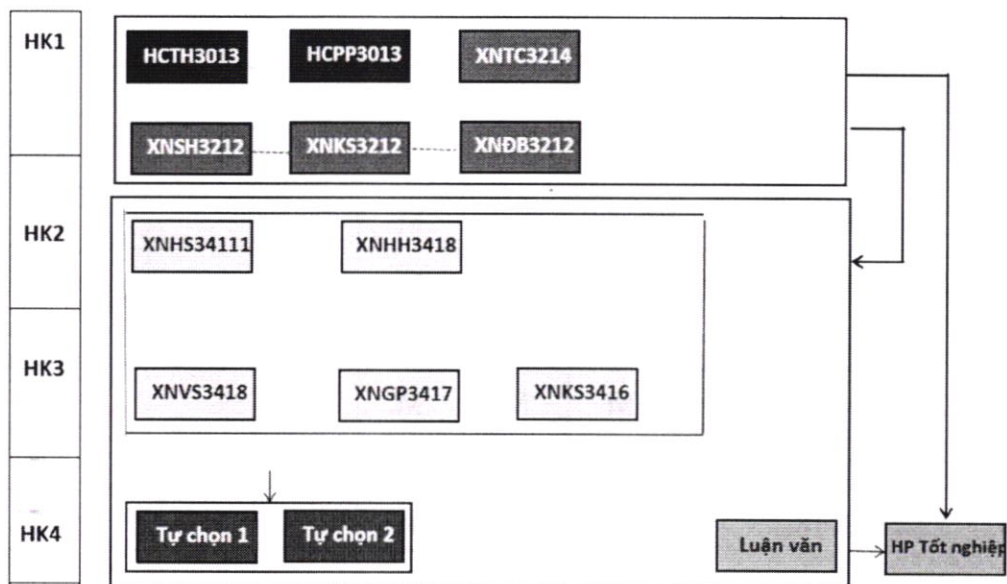 HK1
HCTH3013 HCPP3013 XNTC3214
XNSH3212 XNKS3212 XNĐB3212
HK2
XNHS34111 XNHH3418
HK3
XNVS3418 XNGP3417 XNKS3416
HK4
Tự chọn 1 Tự chọn 2 Luận văn HP Tốt nghiệp